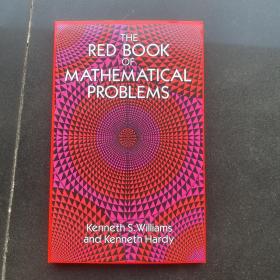 THE
RED BOOK
OF
MATHEMATICAL
PROBLEMS
Kenneth S. Williams
and Kenneth Hardy